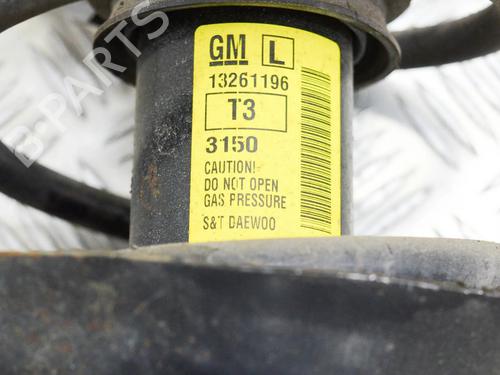 GM L
13261196
T3
3150
CAUTION!
DO NOT OPEN
GAS PRESSURE
S&T DAEWOO
B-PARTS